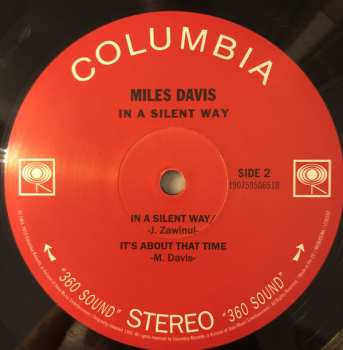 COLUMBIA
MILES DAVIS
IN A SILENT WAY
SIDE 2
19075950651B
IN A SILENT WAY
-J. Zawinul-
IT'S ABOUT THAT TIME
-M. Davis-
"360 SOUND" STEREO "360 SOUND"